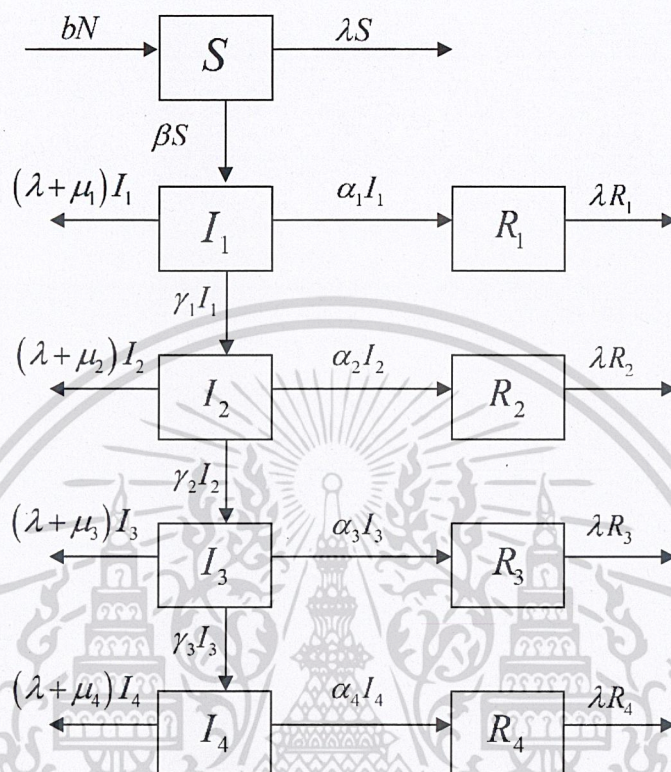 bN
S
λS
βS
(λ+μ₁)I₁
I₁
α₁I₁
R₁
λR₁
γ₁I₁
(λ+μ₂)I₂
I₂
α₂I₂
R₂
λR₂
γ₂I₂
(λ+μ₃)I₃
I₃
α₃I₃
R₃
λR₃
γ₃I₃
(λ+μ₄)I₄
I₄
α₄I₄
R₄
λR₄